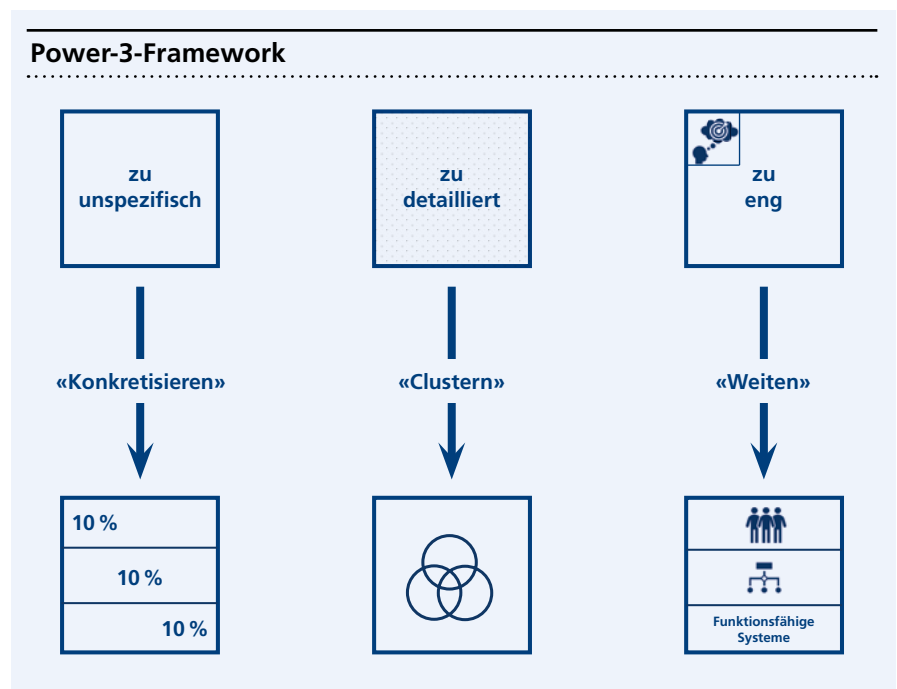 Power-3-Framework
zu
unspezifisch
zu
detailliert
zu
eng
«Konkretisieren»
«Clustern»
«Weiten»
10 %
10 %
10 %
Funktionsfähige
Systeme